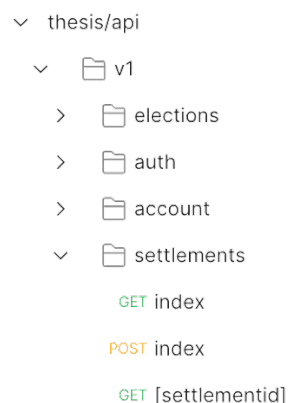 thesis/api
v1
elections
auth
account
settlements
GET index
POST index
GET [settlementid]